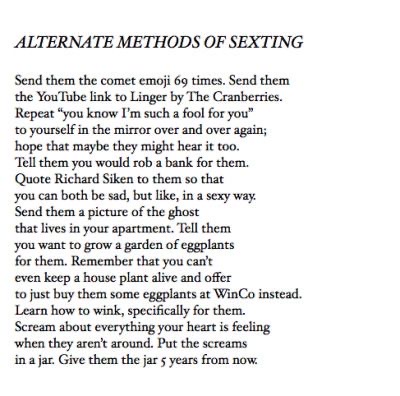 ALTERNATE METHODS OF SEXTING
Send them the comet emoji 69 times. Send them
the YouTube link to Linger by The Cranberries.
Repeat “you know I’m such a fool for you”
to yourself in the mirror over and over again;
hope that maybe they might hear it too.
Tell them you would rob a bank for them.
Quote Richard Siken to them so that
you can both be sad, but like, in a sexy way.
Send them a picture of the ghost
that lives in your apartment. Tell them
you want to grow a garden of eggplants
for them. Remember that you can’t
even keep a house plant alive and offer
to just buy them some eggplants at WinCo instead.
Learn how to wink, specifically for them.
Scream about everything your heart is feeling
when they aren’t around. Put the screams
in a jar. Give them the jar 5 years from now.